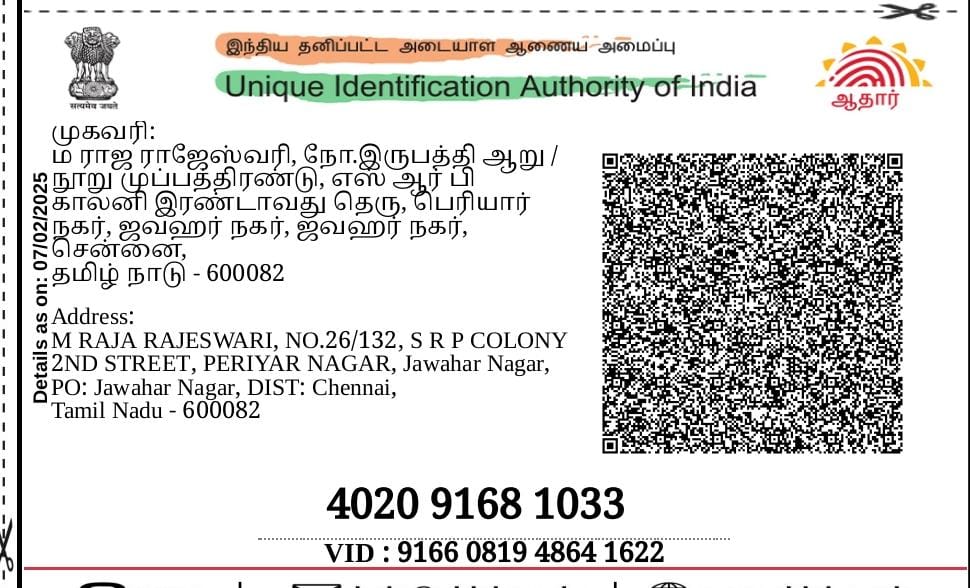 இந்திய தனிப்பட்ட அடையாள ஆணைய அமைப்பு
Unique Identification Authority of India
सत्यमेव जयते
ஆதார்
முகவரி:
ம ராஜ ராஜேஸ்வரி, நோ.இருபத்தி ஆறு /
நூறு முப்பத்திரண்டு, எஸ் ஆர் பி
காலனி இரண்டாவது தெரு, பெரியார்
நகர், ஜவஹர் நகர், ஜவஹர் நகர்,
சென்னை,
தமிழ் நாடு - 600082
Details as on: 07/02/2025
Address:
M RAJA RAJESWARI, NO.26/132, S R P COLONY
2ND STREET, PERIYAR NAGAR, Jawahar Nagar,
PO: Jawahar Nagar, DIST: Chennai,
Tamil Nadu - 600082
4020 9168 1033
VID : 9166 0819 4864 1622